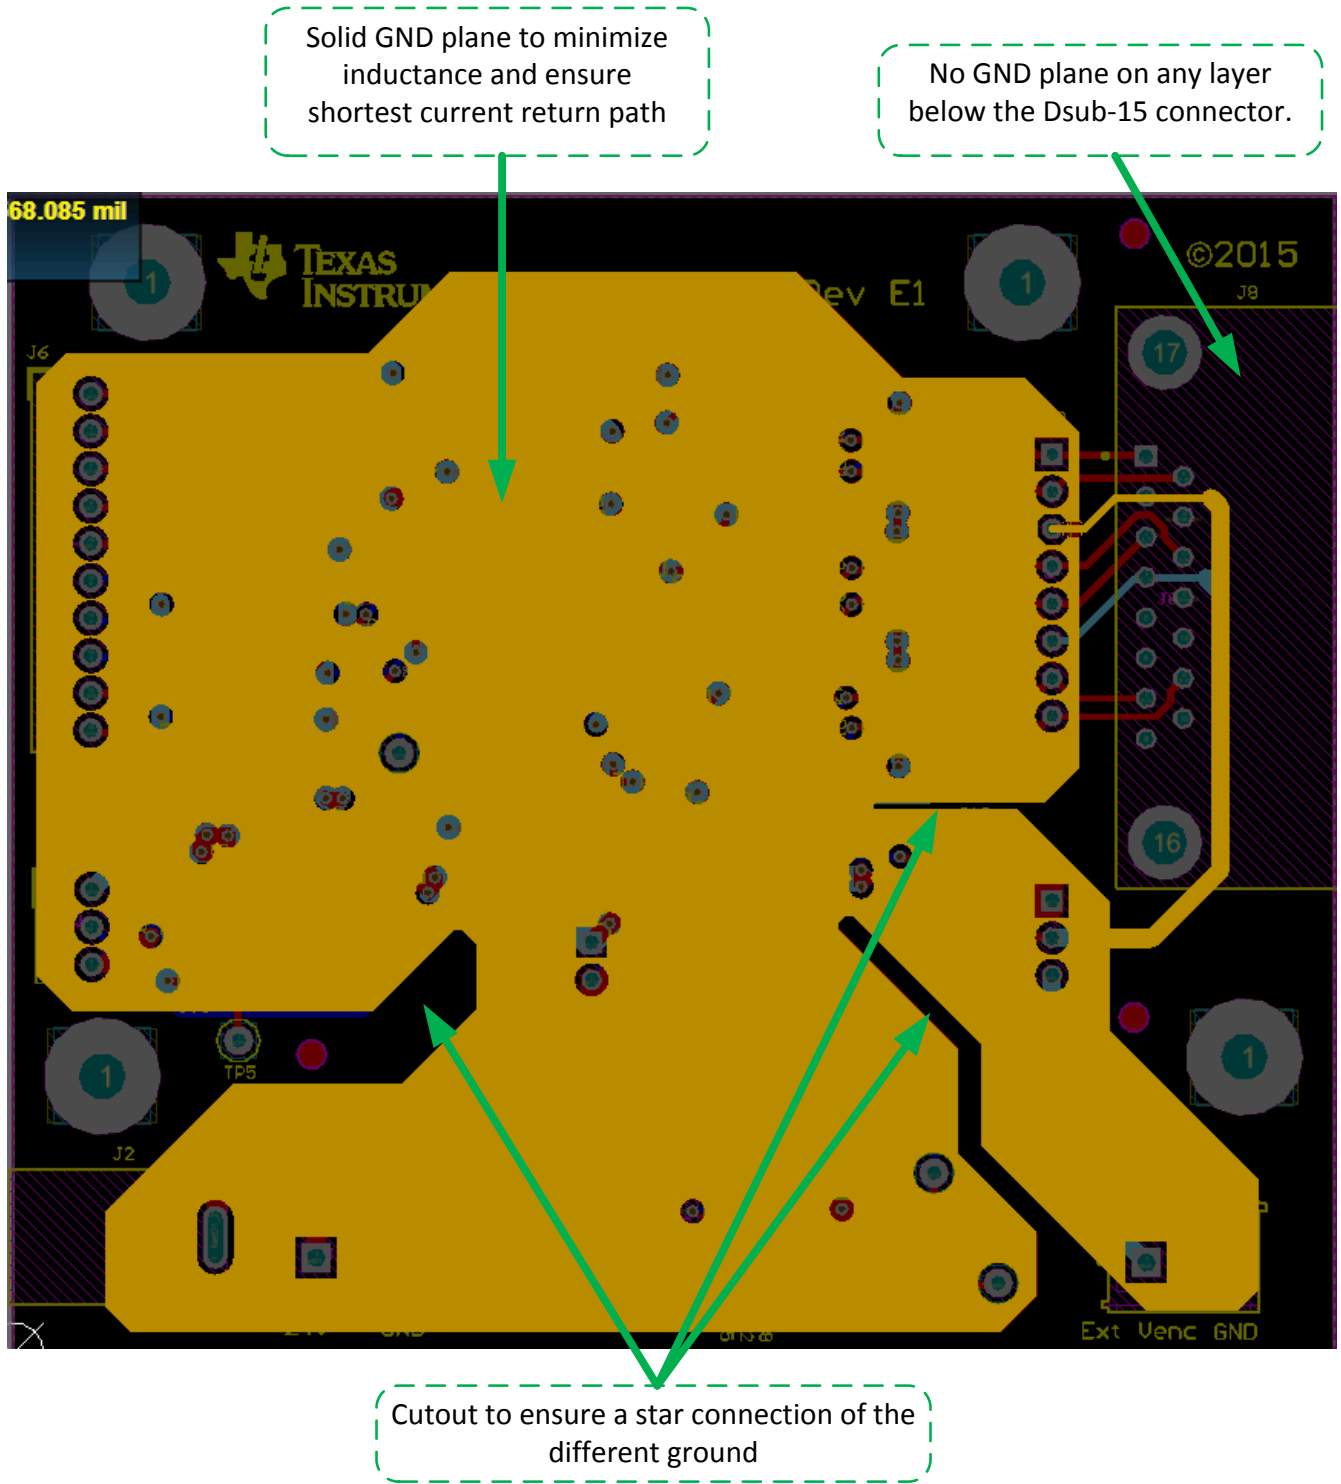 Solid GND plane to minimize
inductance and ensure
shortest current return path
No GND plane on any layer
below the Dsub-15 connector.
68.085 mil
TEXAS
INSTRU
Rev E1
©2015
J8
J6
1
1
17
16
TP5
1
1
J2
Ext Venc GND
Cutout to ensure a star connection of the
different ground